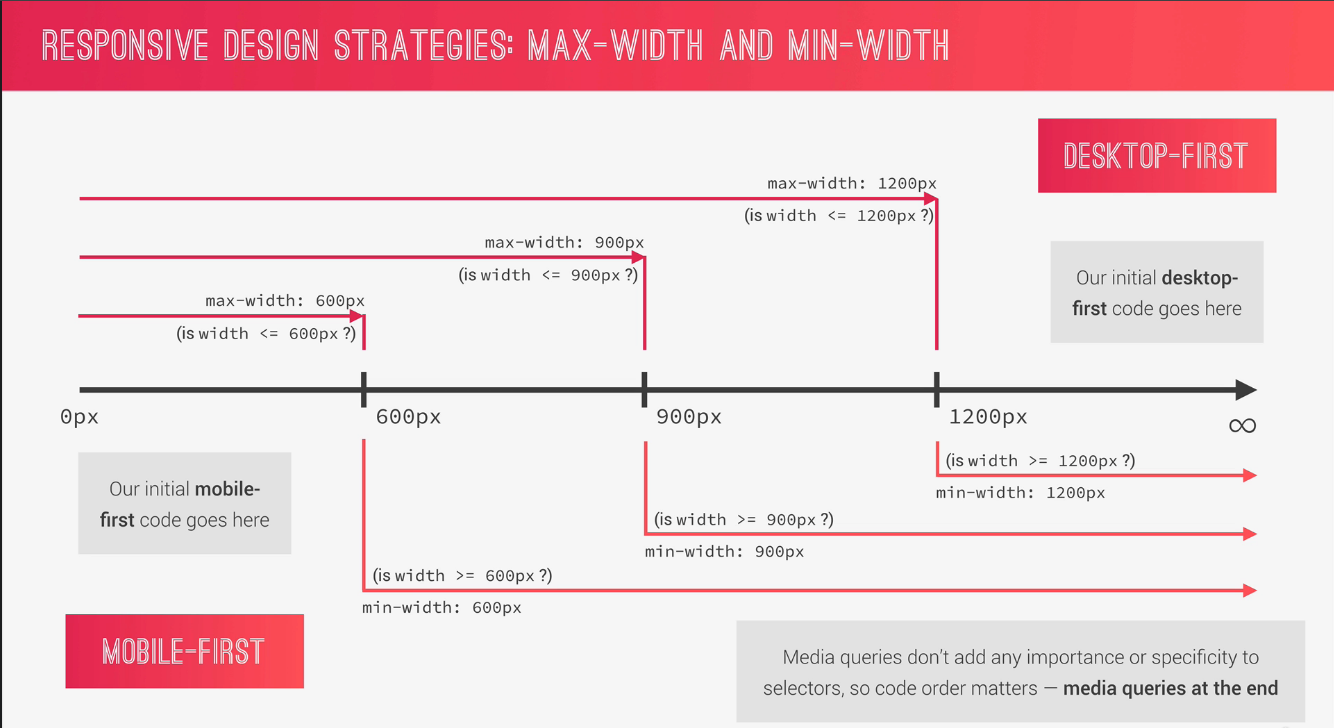 RESPONSIVE DESIGN STRATEGIES: MAX-WIDTH AND MIN-WIDTH
DESKTOP-FIRST
max-width: 1200px
(is width <= 1200px ?)
max-width: 900px
(is width <= 900px ?)
max-width: 600px
(is width <= 600px ?)
Our initial desktop-
first code goes here
0px
600px
900px
1200px
∞
Our initial mobile-
first code goes here
(is width >= 1200px ?)
min-width: 1200px
(is width >= 900px ?)
min-width: 900px
(is width >= 600px ?)
min-width: 600px
MOBILE-FIRST
Media queries don't add any importance or specificity to
selectors, so code order matters — media queries at the end